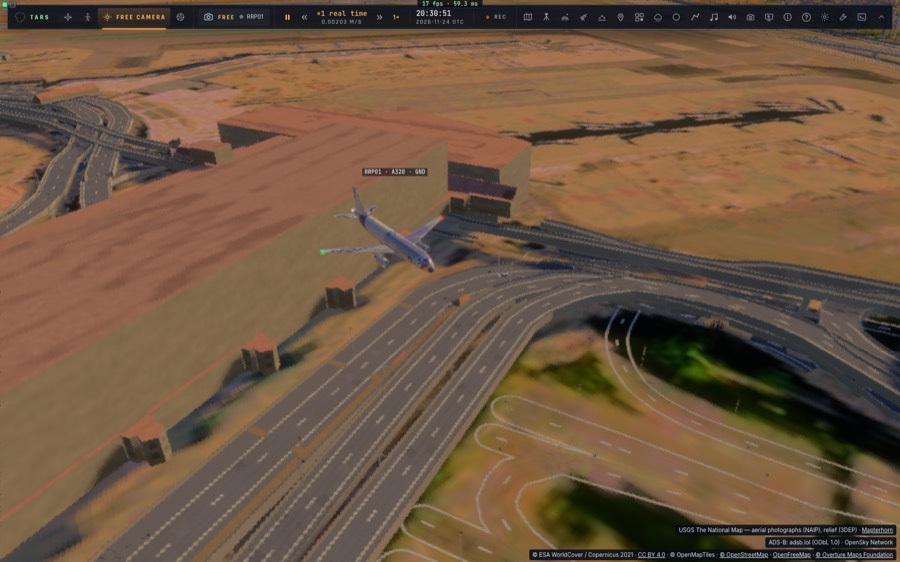 17 fps · 59.3 ms
TARS
FREE CAMERA
FREE
RRP01
×1 real time
0.00203 M/s
1×
20:30:51
2026-11-24 UTC
REC
RRP01 · A320 · GND
USGS The National Map — aerial photographs (NAIP), relief (3DEP) · Mapterhorn
ADS-B: adsb.lol (ODbL 1.0) · OpenSky Network
© ESA WorldCover / Copernicus 2021 · CC BY 4.0 · © OpenMapTiles · © OpenStreetMap · OpenFreeMap · © Overture Maps Foundation